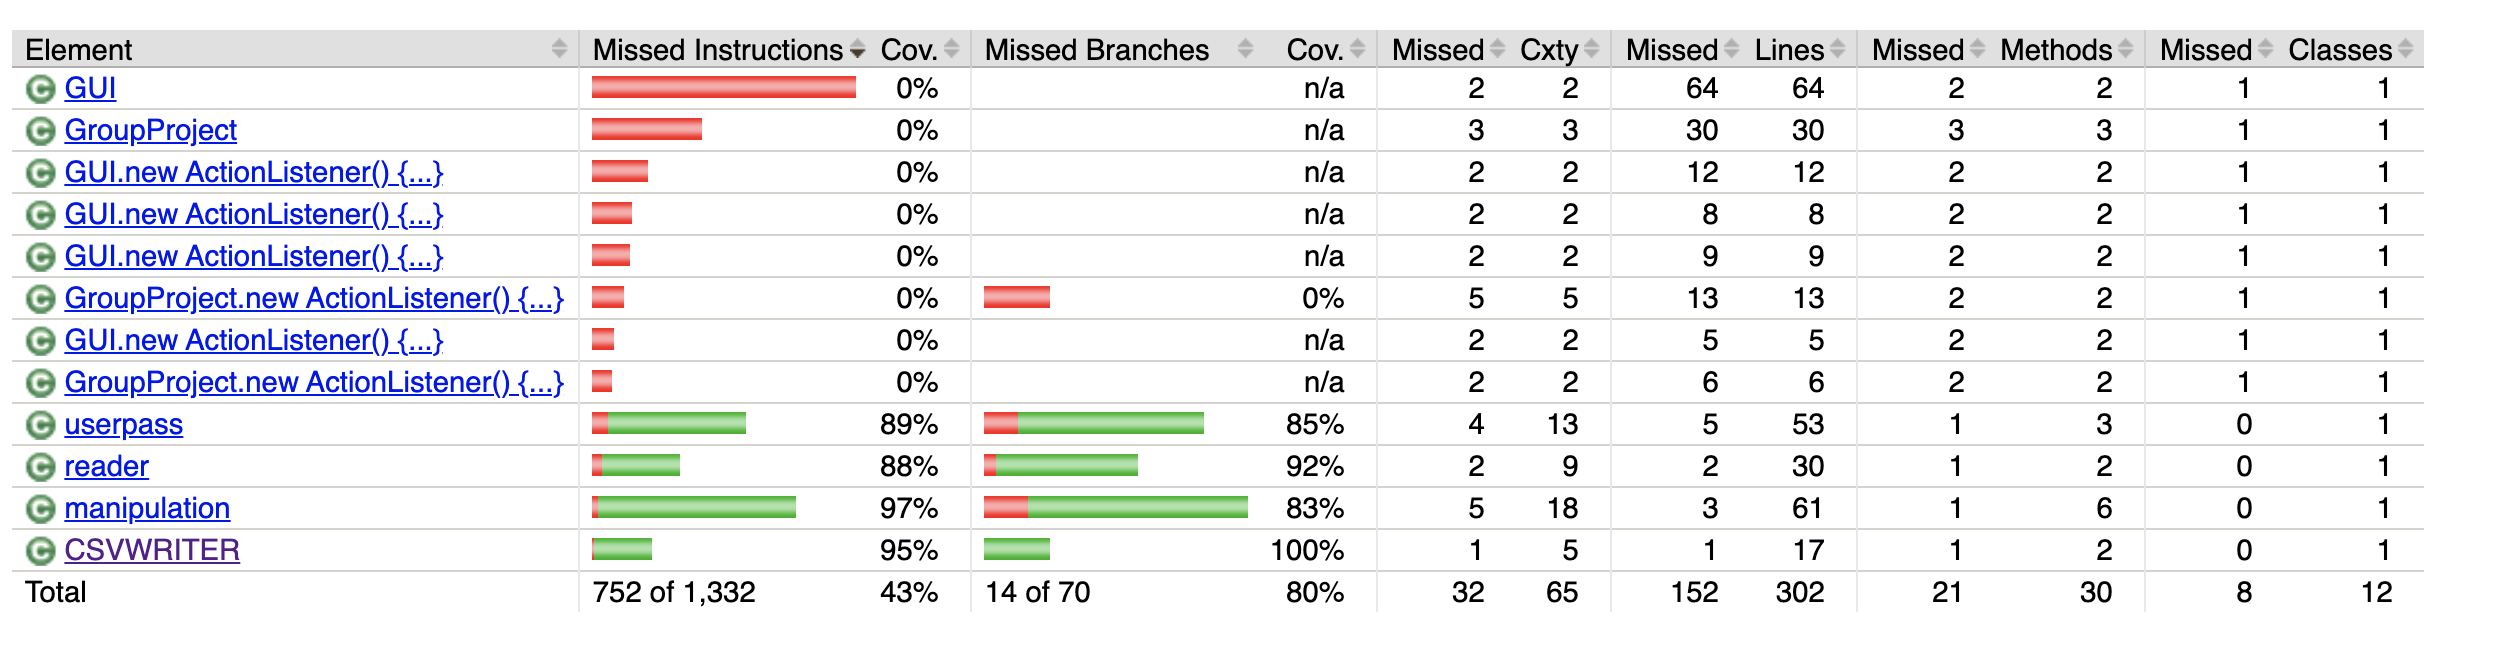 Element Missed Instructions Cov. Missed Branches Cov. Missed Cxty Missed Lines Missed Methods Missed Classes
C GUI 0% n/a 2 2 64 64 2 2 1 1
C GroupProject 0% n/a 3 3 30 30 3 3 1 1
C GUI.new ActionListener() {...} 0% n/a 2 2 12 12 2 2 1 1
C GUI.new ActionListener() {...} 0% n/a 2 2 8 8 2 2 1 1
C GUI.new ActionListener() {...} 0% n/a 2 2 9 9 2 2 1 1
C GroupProject.new ActionListener() {...} 0% 0% 5 5 13 13 2 2 1 1
C GUI.new ActionListener() {...} 0% n/a 2 2 5 5 2 2 1 1
C GroupProject.new ActionListener() {...} 0% n/a 2 2 6 6 2 2 1 1
C userpass 89% 85% 4 13 5 53 1 3 0 1
C reader 88% 92% 2 9 2 30 1 2 0 1
C manipulation 97% 83% 5 18 3 61 1 6 0 1
C CSVWRITER 95% 100% 1 5 1 17 1 2 0 1
Total 752 of 1,332 43% 14 of 70 80% 32 65 152 302 21 30 8 12